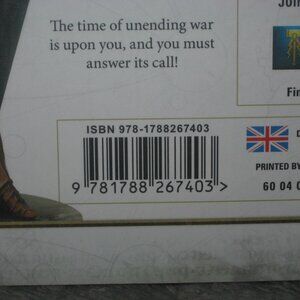 The time of unending war
is upon you, and you must
answer its call!
ISBN 978-1788267403
9 781788 267403 >
PRINTED BY
60 04 0